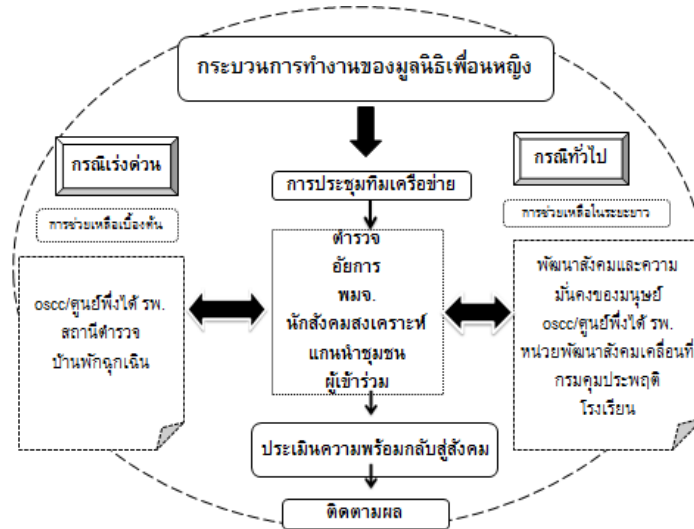 กระบวนการทำงานของมูลนิธิเพื่อนหญิง
กรณีเร่งด่วน
การช่วยเหลือเบื้องต้น
oscc/ศูนย์พึ่งได้ รพ.
สถานีตำรวจ
บ้านพักฉุกเฉิน
การประชุมทีมเครือข่าย
ตำรวจ
อัยการ
พมจ.
นักสังคมสงเคราะห์
แกนนำชุมชน
ผู้เข้าร่วม
กรณีทั่วไป
การช่วยเหลือในระยะยาว
พัฒนาสังคมและความ
มั่นคงของมนุษย์
oscc/ศูนย์พึ่งได้ รพ.
หน่วยพัฒนาสังคมเคลื่อนที่
กรมคุมประพฤติ
โรงเรียน
ประเมินความพร้อมกลับสู่สังคม
ติดตามผล